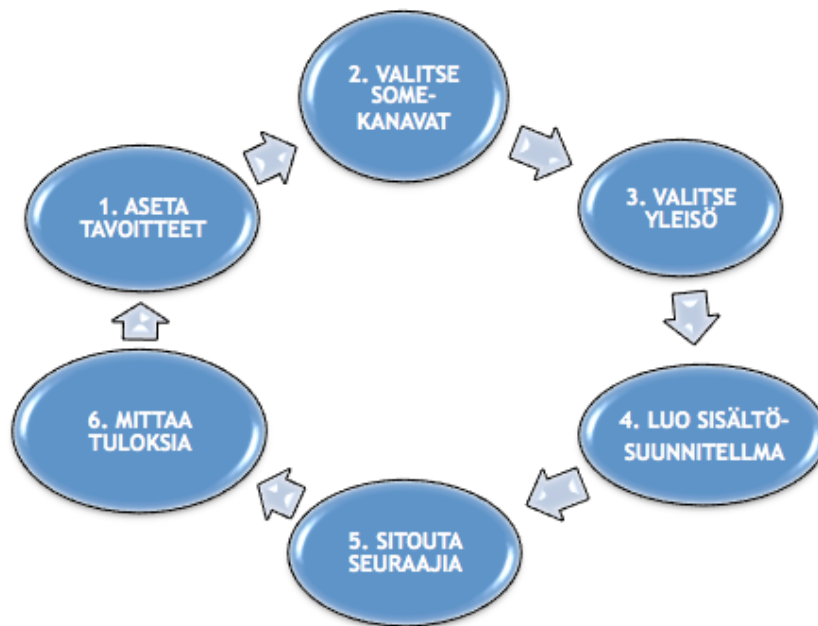 1. ASETA
TAVOITTEET
2. VALITSE
SOME-
KANAVAT
3. VALITSE
YLEISÖ
4. LUO SISÄLTÖ-
SUUNNITELLMA
5. SITOUTA
SEURAAJIA
6. MITTAA
TULOKSIA